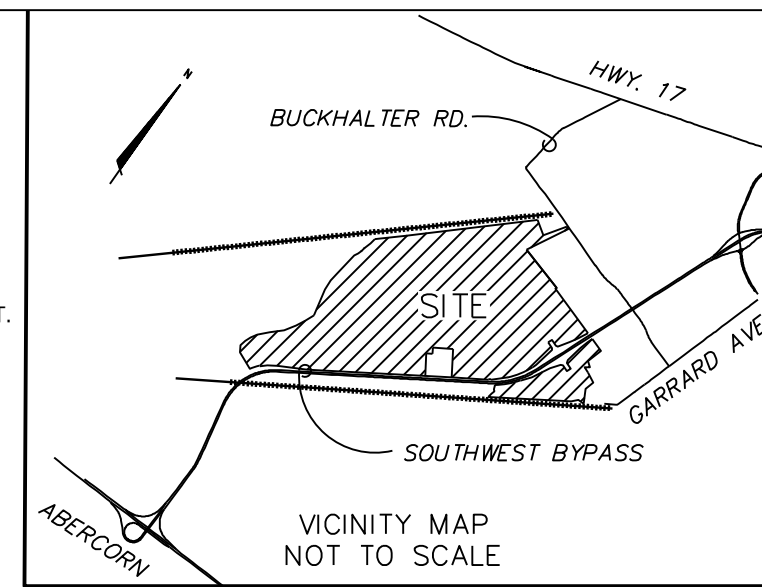 N
HWY. 17
BUCKHALTER RD.
T.
SITE
GARRARD AVE
SOUTHWEST BYPASS
ABERCORN
VICINITY MAP
NOT TO SCALE